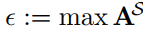 ϵ := max A^S